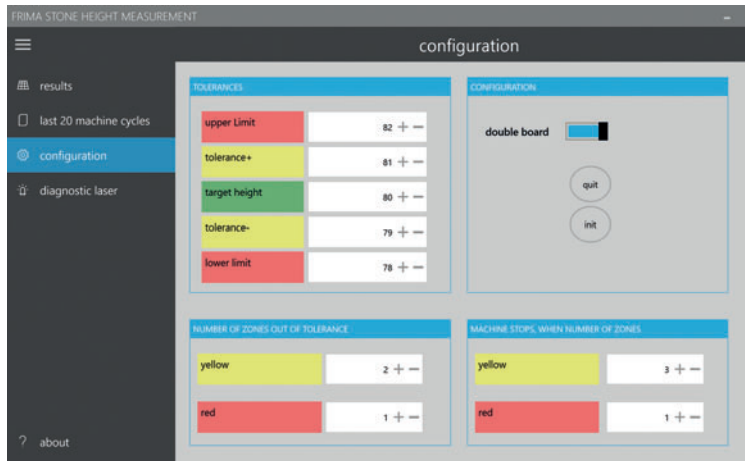 FRIMA STONE HEIGHT MEASUREMENT
configuration
results
last 20 machine cycles
configuration
diagnostic laser
? about
TOLERANCES
upper Limit 82 + −
tolerance+ 81 + −
target height 80 + −
tolerance- 79 + −
lower limit 78 + −
CONFIGURATION
double board
quit
init
NUMBER OF ZONES OUT OF TOLERANCE
yellow 2 + −
red 1 + −
MACHINE STOPS, WHEN NUMBER OF ZONES
yellow 3 + −
red 1 + −